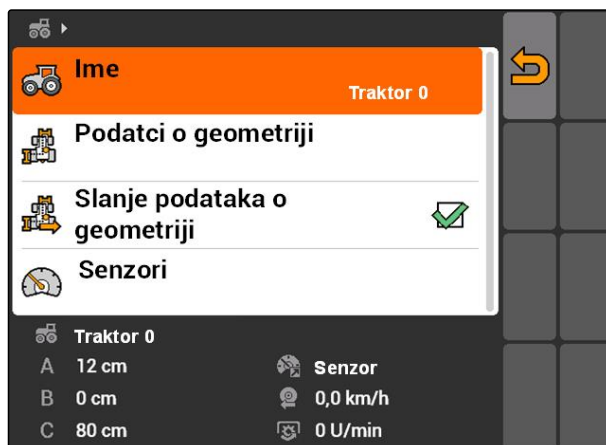 Ime
Traktor 0
Podatci o geometriji
Slanje podataka o
geometriji
Senzori
Traktor 0
A 12 cm Senzor
B 0 cm 0,0 km/h
C 80 cm 0 U/min